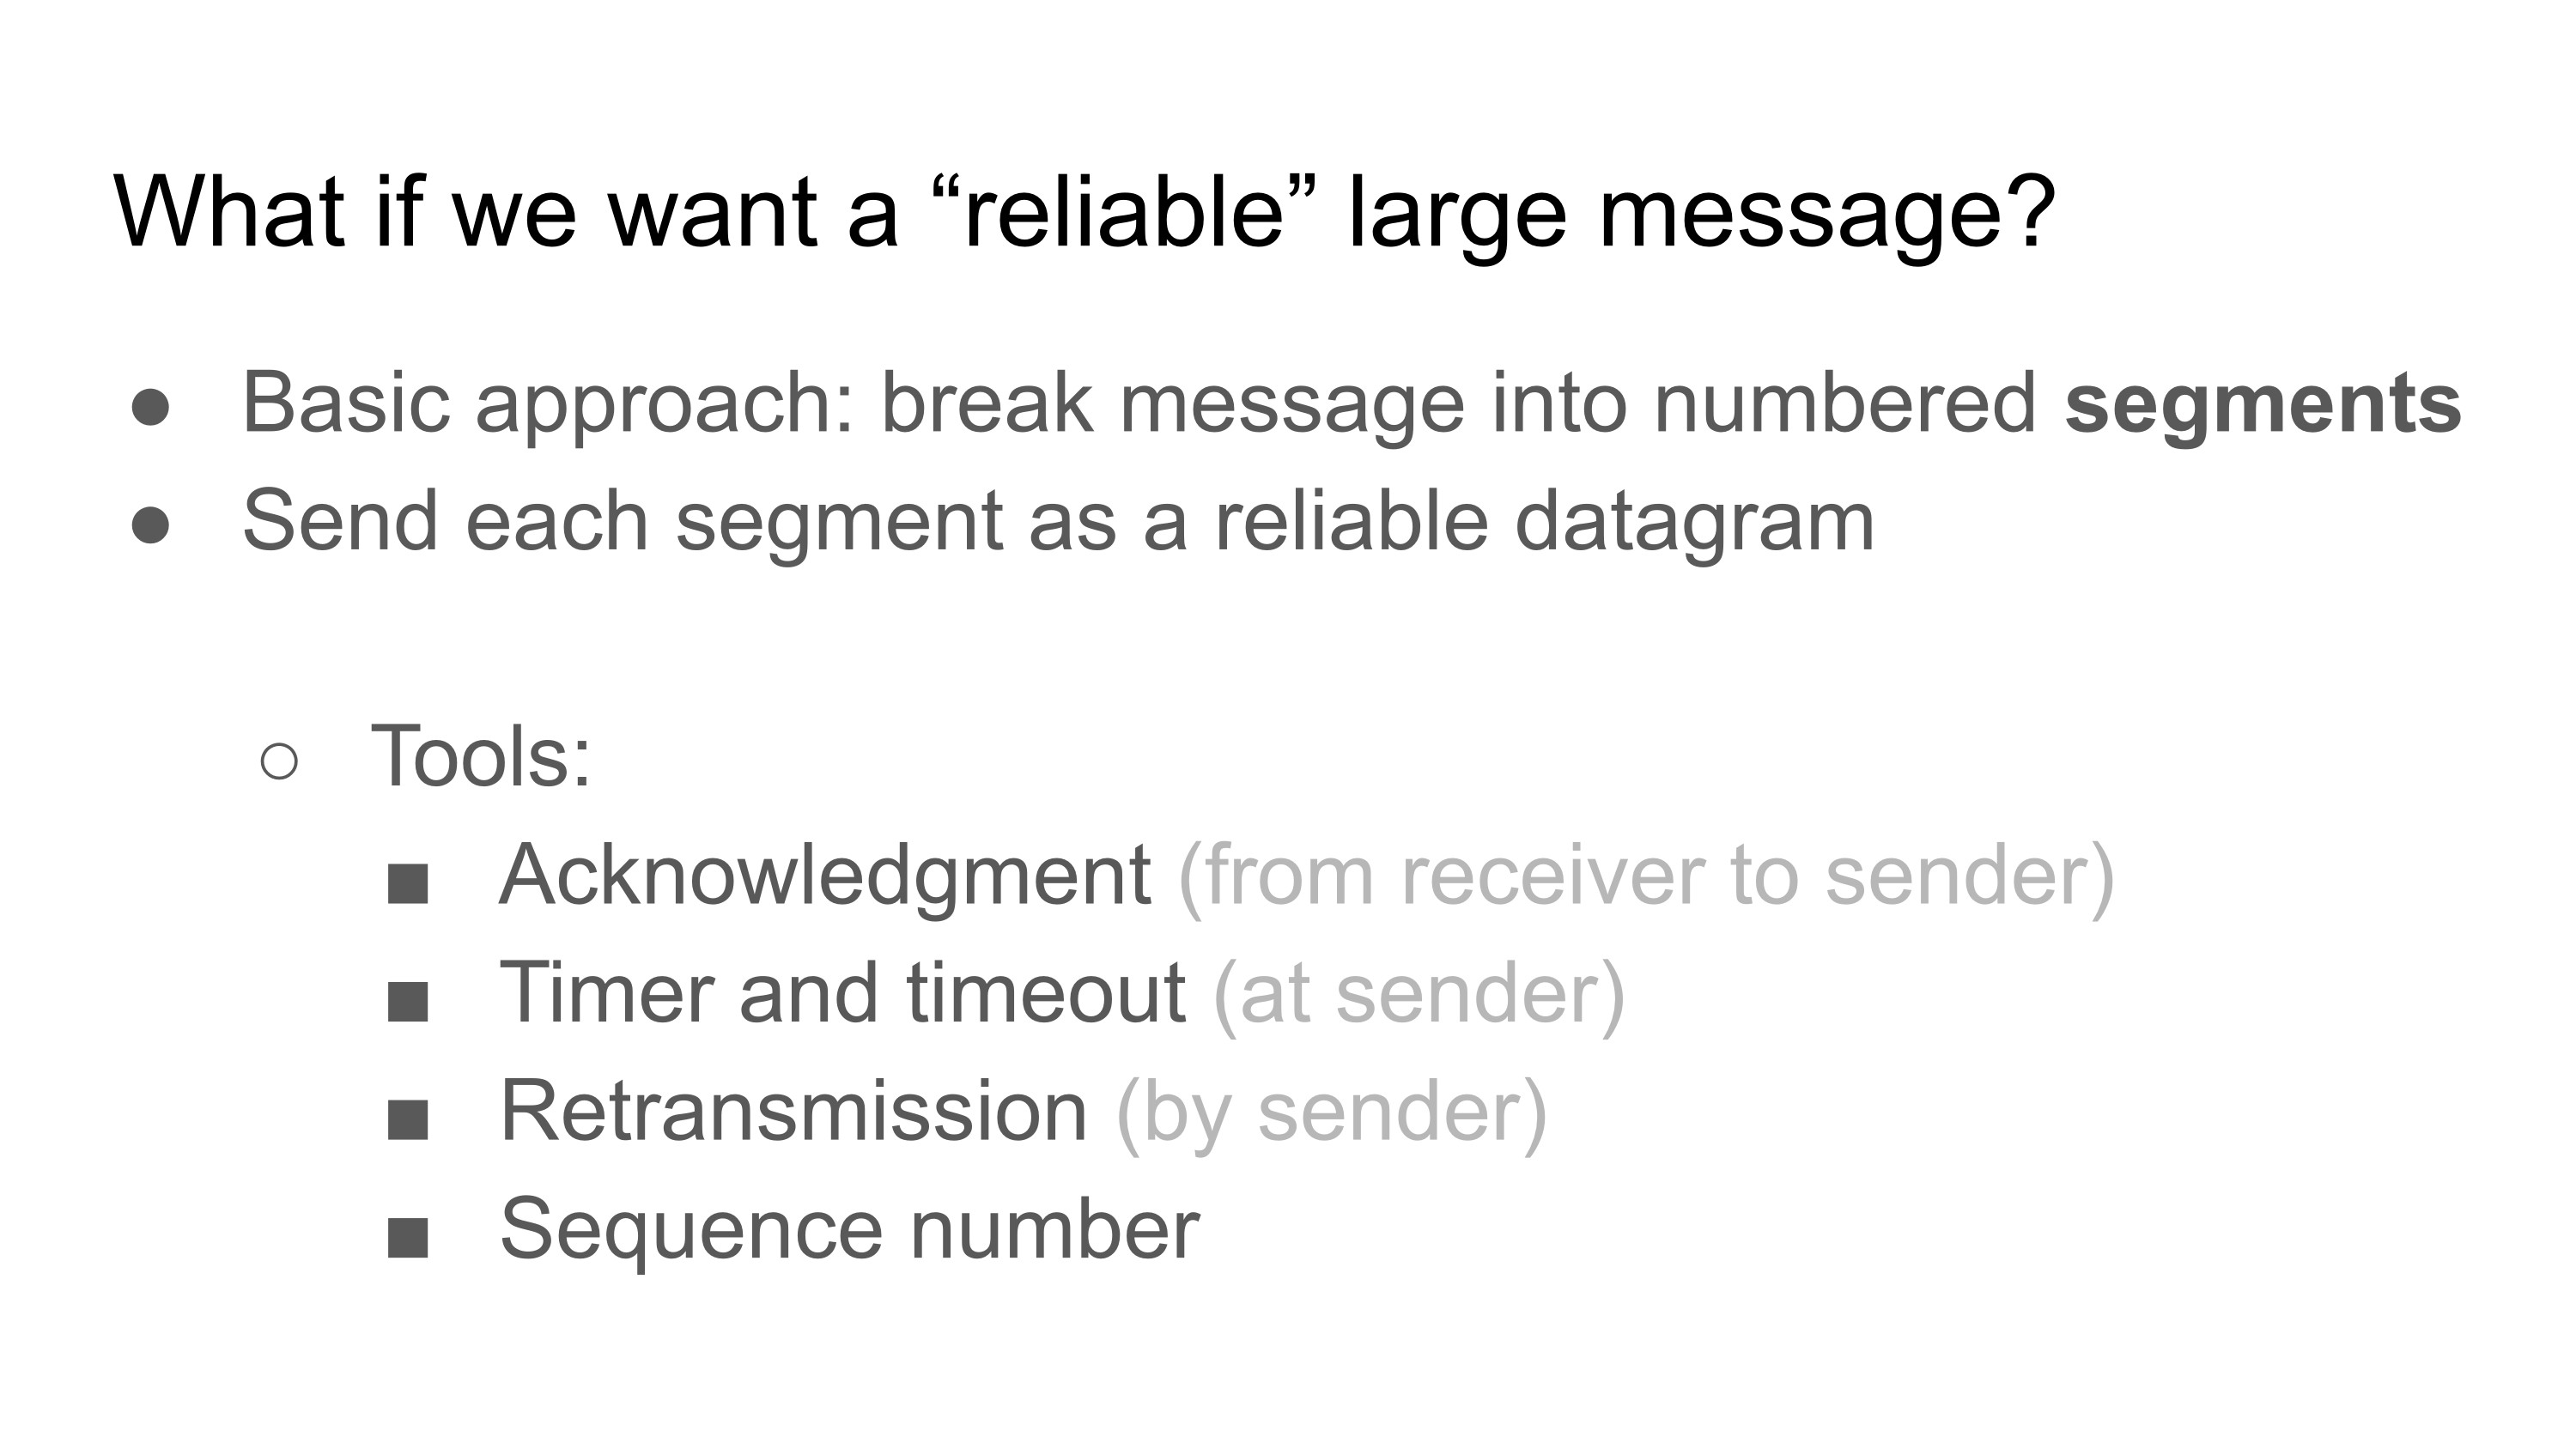 What if we want a “reliable” large message?
● Basic approach: break message into numbered segments
● Send each segment as a reliable datagram
○ Tools:
■ Acknowledgment (from receiver to sender)
■ Timer and timeout (at sender)
■ Retransmission (by sender)
■ Sequence number